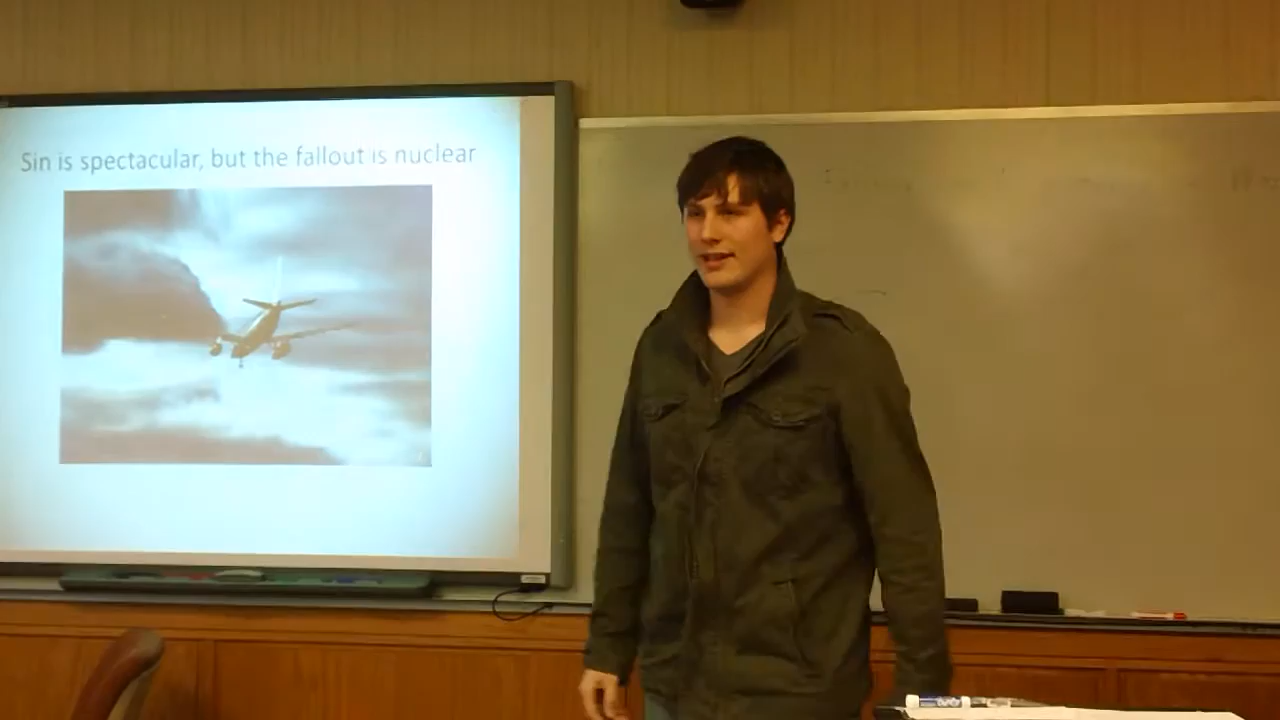 Sin is spectacular, but the fallout is nuclear